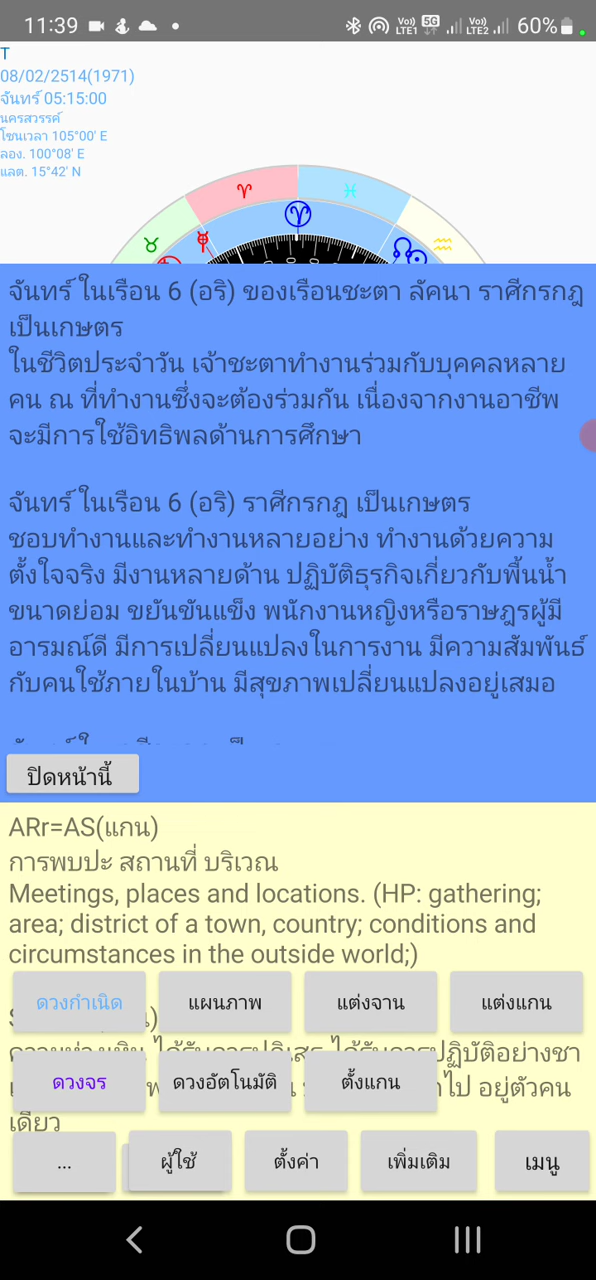 11:39
Vo) LTE1 5G Vo) LTE2 60%
T
08/02/2514(1971)
จันทร์ 05:15:00
นครสวรรค์
โซนเวลา 105°00' E
ลอง. 100°08' E
แลต. 15°42' N
จันทร์ ในเรือน 6 (อริ) ของเรือนชะตา ลัคนา ราศีกรกฎ
เป็นเกษตร
ในชีวิตประจำวัน เจ้าชะตาทำงานร่วมกับบุคคลหลาย
คน ณ ที่ทำงานซึ่งจะต้องร่วมกัน เนื่องจากงานอาชีพ
จะมีการใช้อิทธิพลด้านการศึกษา
จันทร์ ในเรือน 6 (อริ) ราศีกรกฎ เป็นเกษตร
ชอบทำงานและทำงานหลายอย่าง ทำงานด้วยความ
ตั้งใจจริง มีงานหลายด้าน ปฏิบัติธุรกิจเกี่ยวกับพื้นน้ำ
ขนาดย่อม ขยันขันแข็ง พนักงานหญิงหรือราษฎรผู้มี
อารมณ์ดี มีการเปลี่ยนแปลงในการงาน มีความสัมพันธ์
กับคนใช้ภายในบ้าน มีสุขภาพเปลี่ยนแปลงอยู่เสมอ
ปิดหน้านี้
ARr=AS(แกน)
การพบปะ สถานที่ บริเวณ
Meetings, places and locations. (HP: gathering;
area; district of a town, country; conditions and
circumstances in the outside world;)
ดวงกำเนิด แผนภาพ แต่งจาน แต่งแกน
ดวงจร ดวงอัตโนมัติ ตั้งแกน
ไป อยู่ตัวคน
เดียว
... ผู้ใช้ ตั้งค่า เพิ่มเติม เมนู